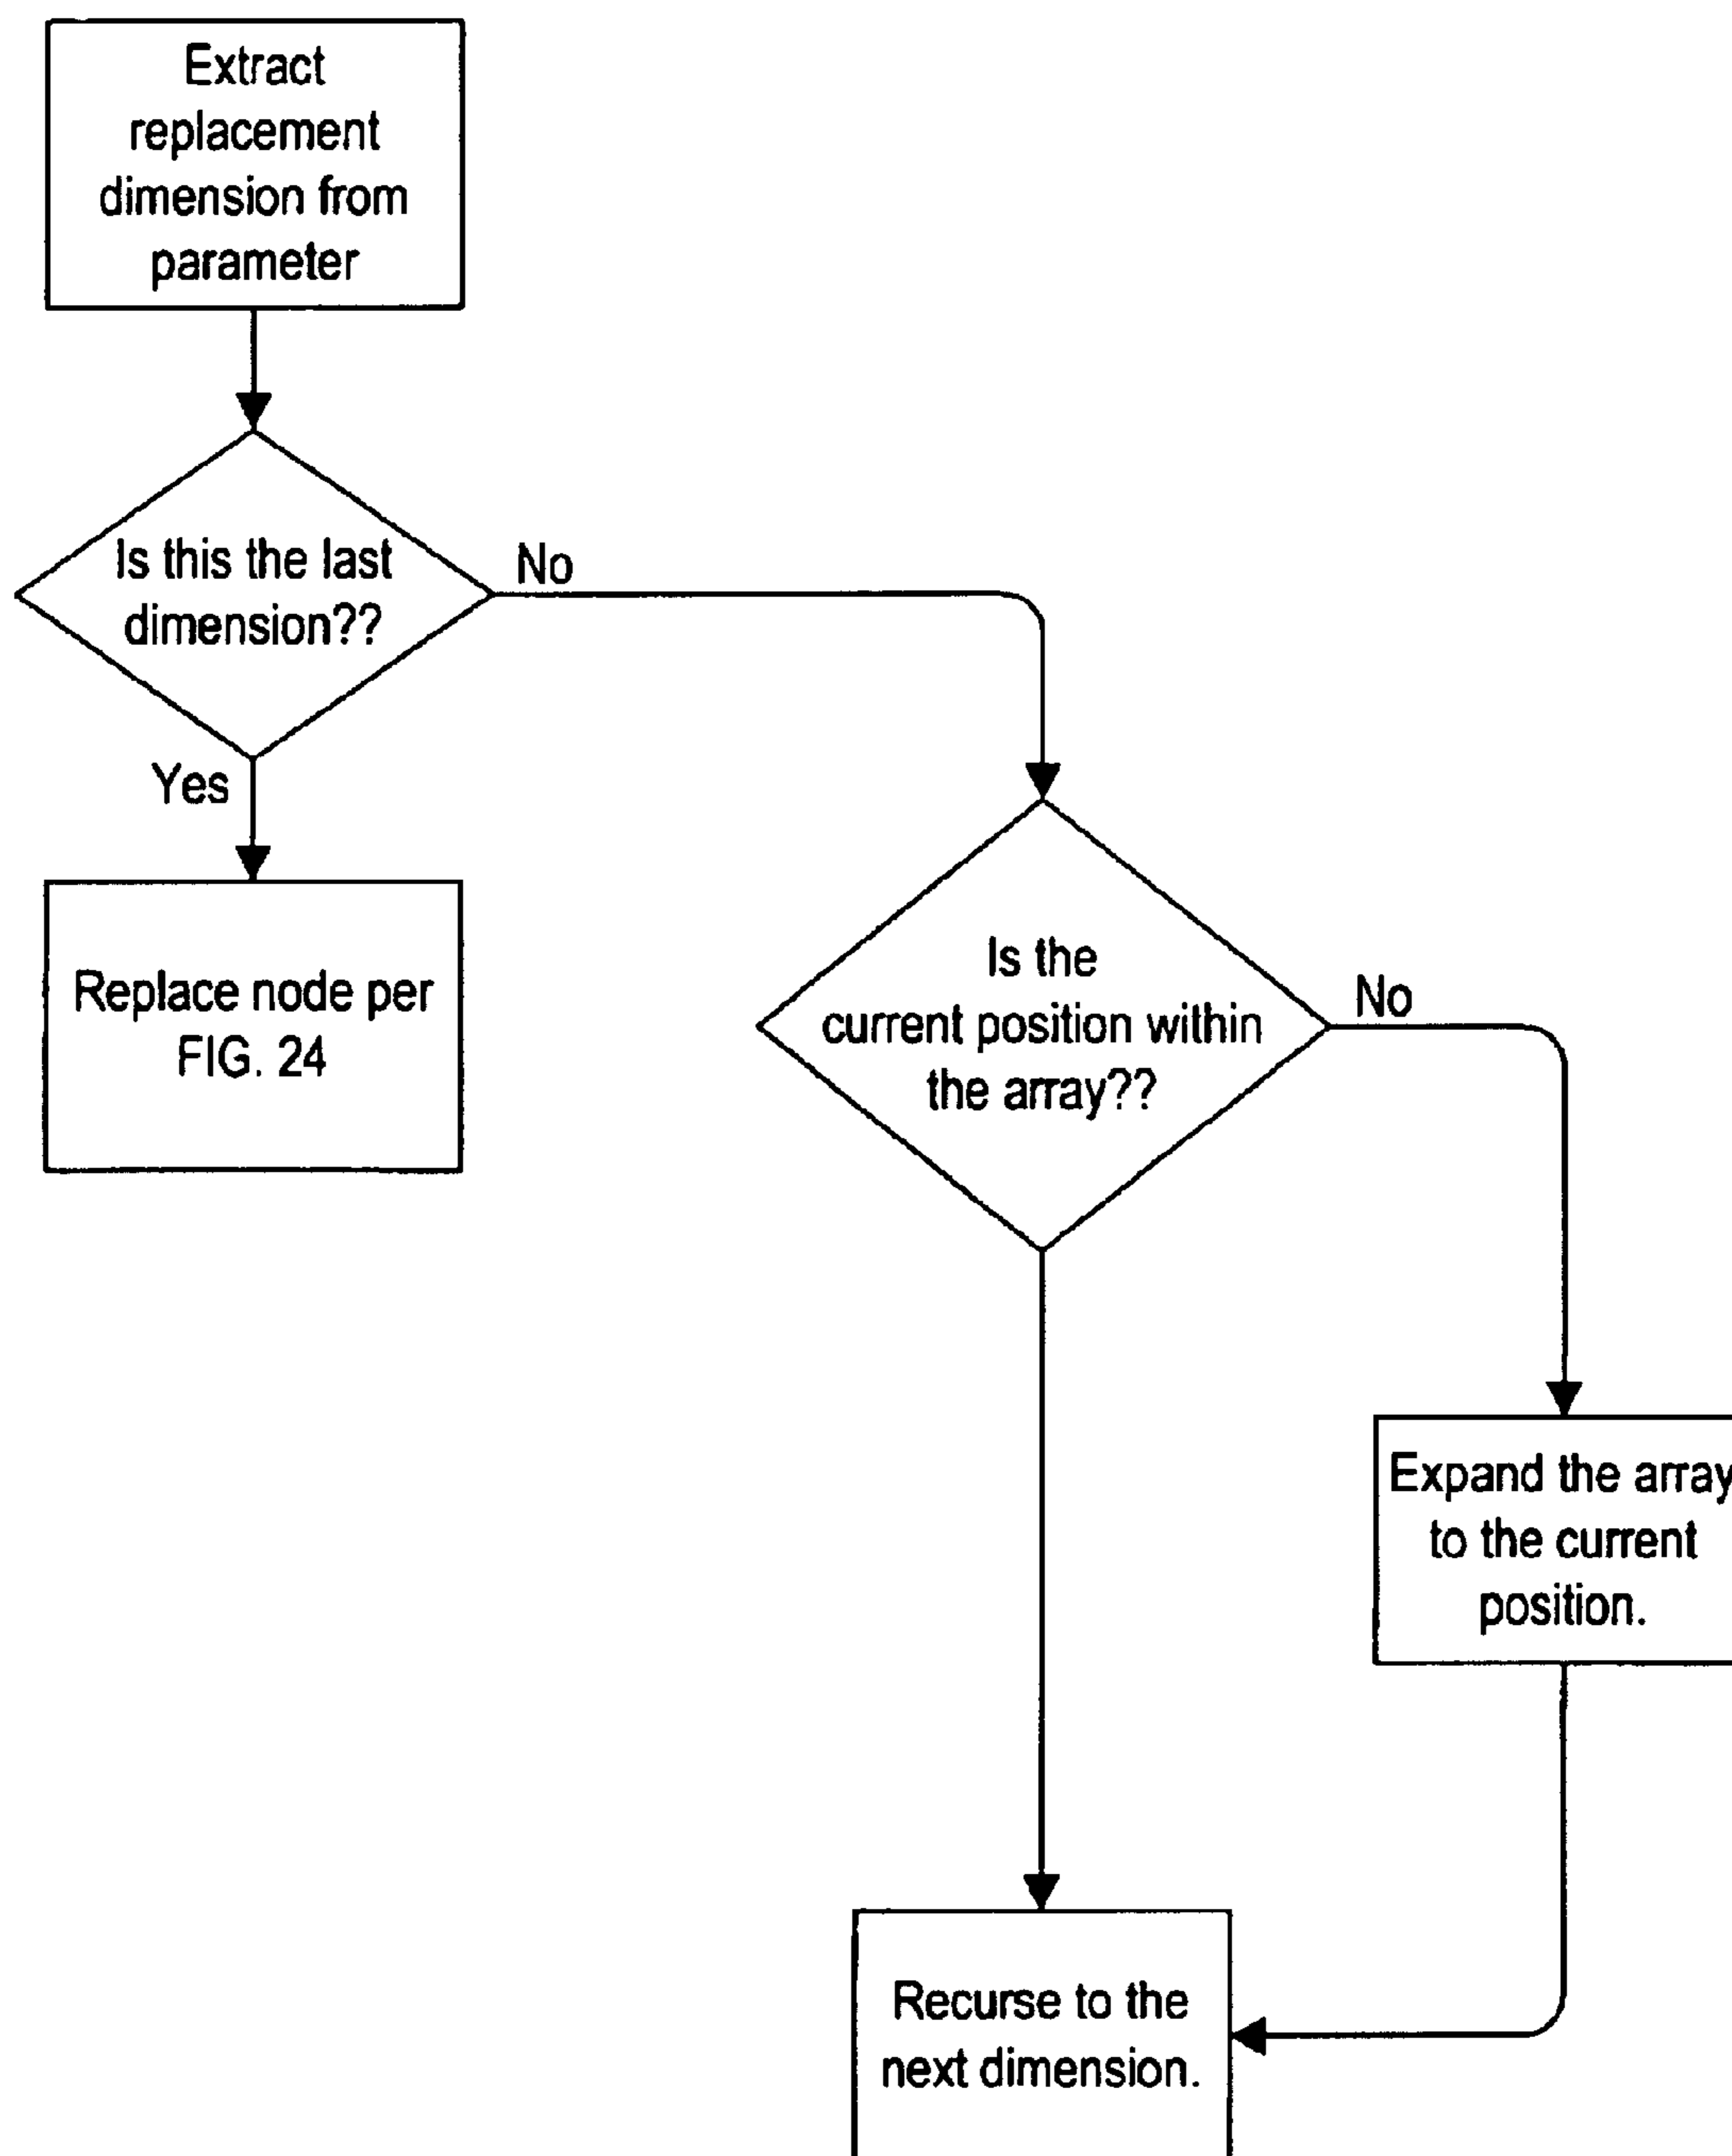 Extract
replacement
dimension from
parameter
Is this the last
dimension??
No
Yes
Replace node per
FIG. 24
Is the
current position within
the array??
No
Expand the array
to the current
position.
Recurse to the
next dimension.